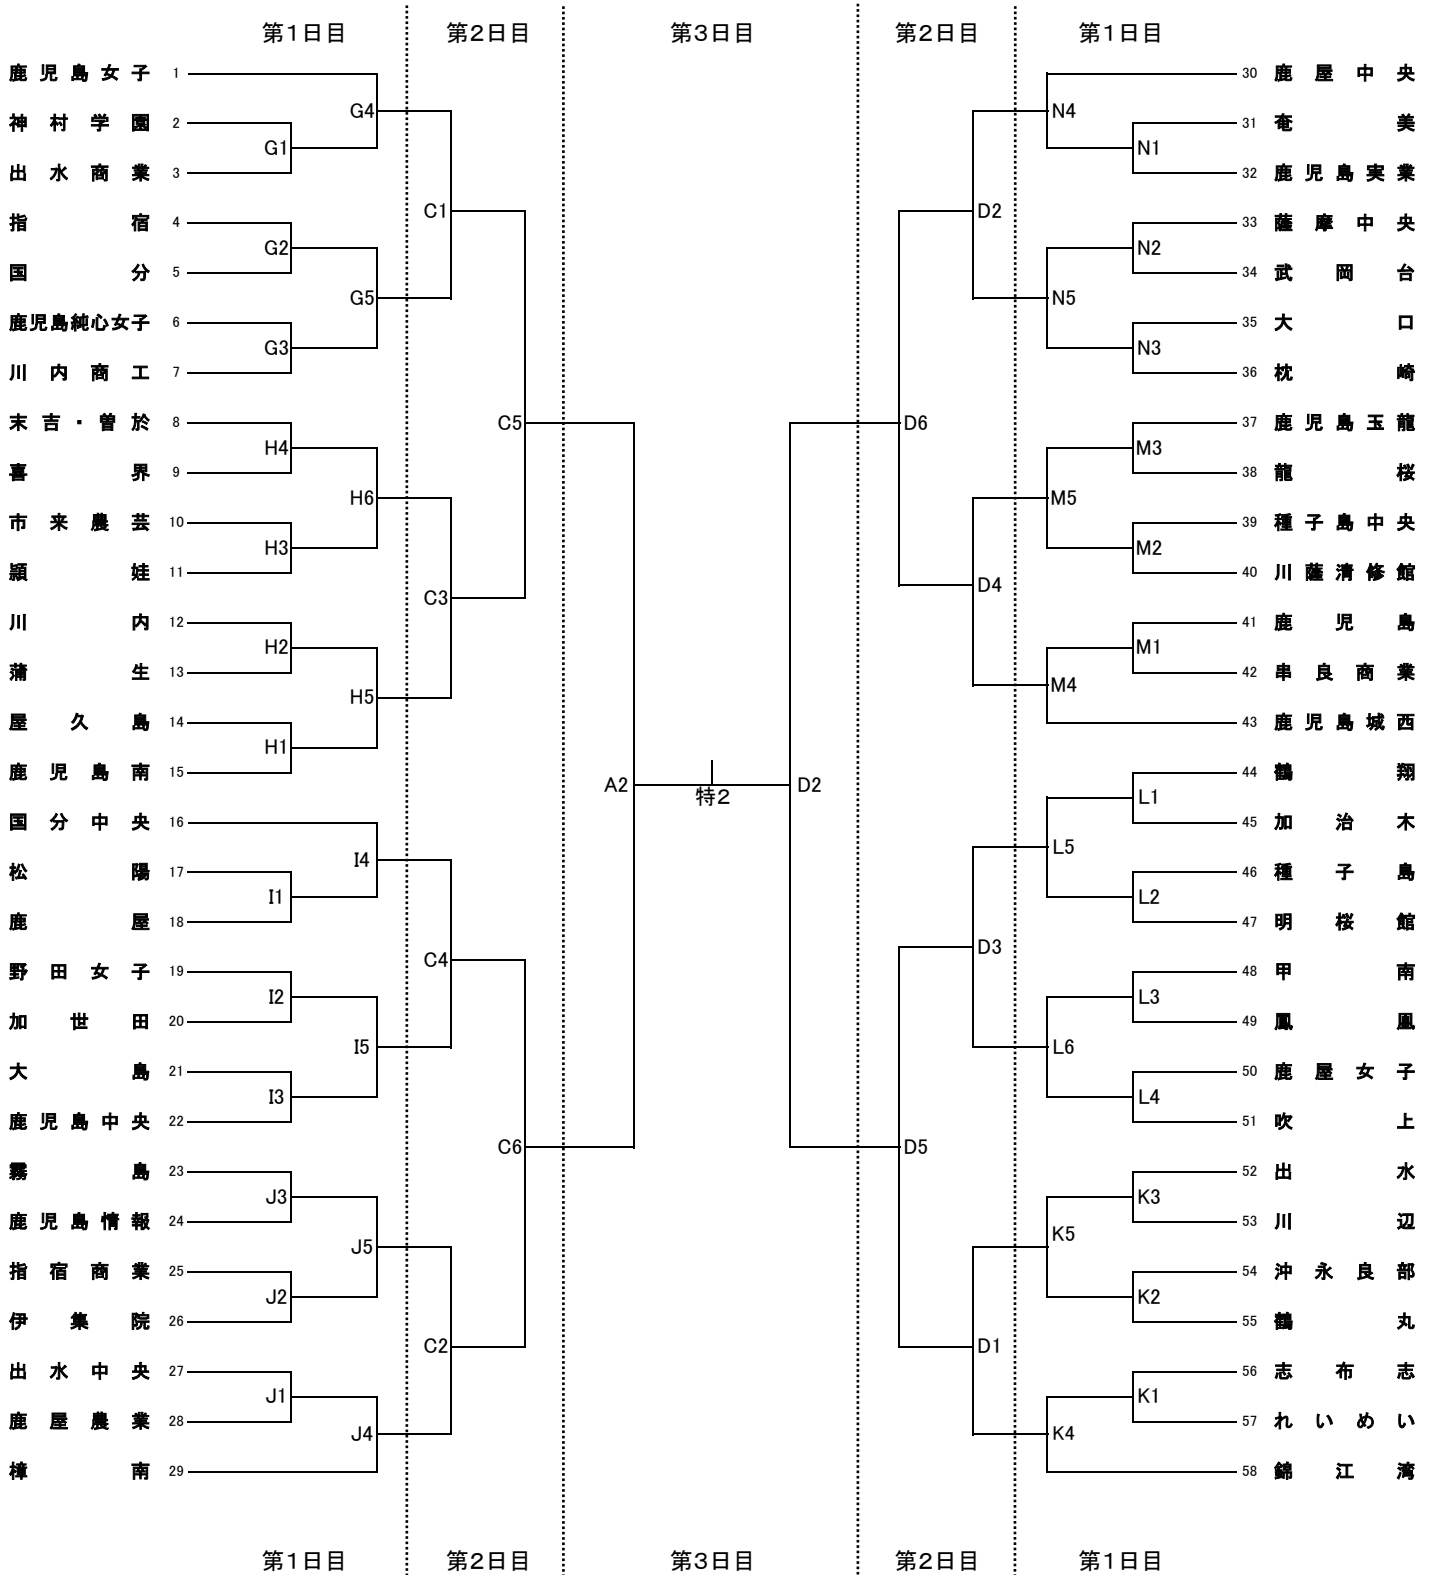 第1日目 第2日目 第3日目 第2日目 第1日目
鹿児島女子 1 30 鹿屋中央
G4 N4
神村学園 2 31 奄美
G1 N1
出水商業 3 32 鹿児島実業
C1 D2
指宿 4 33 薩摩中央
G2 N2
国分 5 34 武岡台
G5 N5
鹿児島純心女子 6 35 大口
G3 N3
川内商工 7 36 枕崎
末吉・曽於 8 C5 D6 37 鹿児島玉龍
H4 M3
喜界 9 38 龍桜
H6 M5
市来農芸 10 39 種子島中央
H3 M2
頴娃 11 40 川薩清修館
C3 D4
川内 12 41 鹿児島
H2 M1
蒲生 13 42 串良商業
H5 M4
屋久島 14 43 鹿児島城西
H1
鹿児島南 15 44 鶴翔
A2 特2 D2 L1
国分中央 16 45 加治木
I4 L5
松陽 17 46 種子島
I1 L2
鹿屋 18 47 明桜館
C4 D3
野田女子 19 48 甲南
I2 L3
加世田 20 49 鳳凰
I5 L6
大島 21 50 鹿屋女子
I3 L4
鹿児島中央 22 51 吹上
C6 D5
霧島 23 52 出水
J3 K3
鹿児島情報 24 53 川辺
J5 K5
指宿商業 25 54 沖永良部
J2 K2
伊集院 26 55 鶴丸
C2 D1
出水中央 27 56 志布志
J1 K1
鹿屋農業 28 57 れいめい
J4 K4
樟南 29 58 錦江湾
第1日目 第2日目 第3日目 第2日目 第1日目